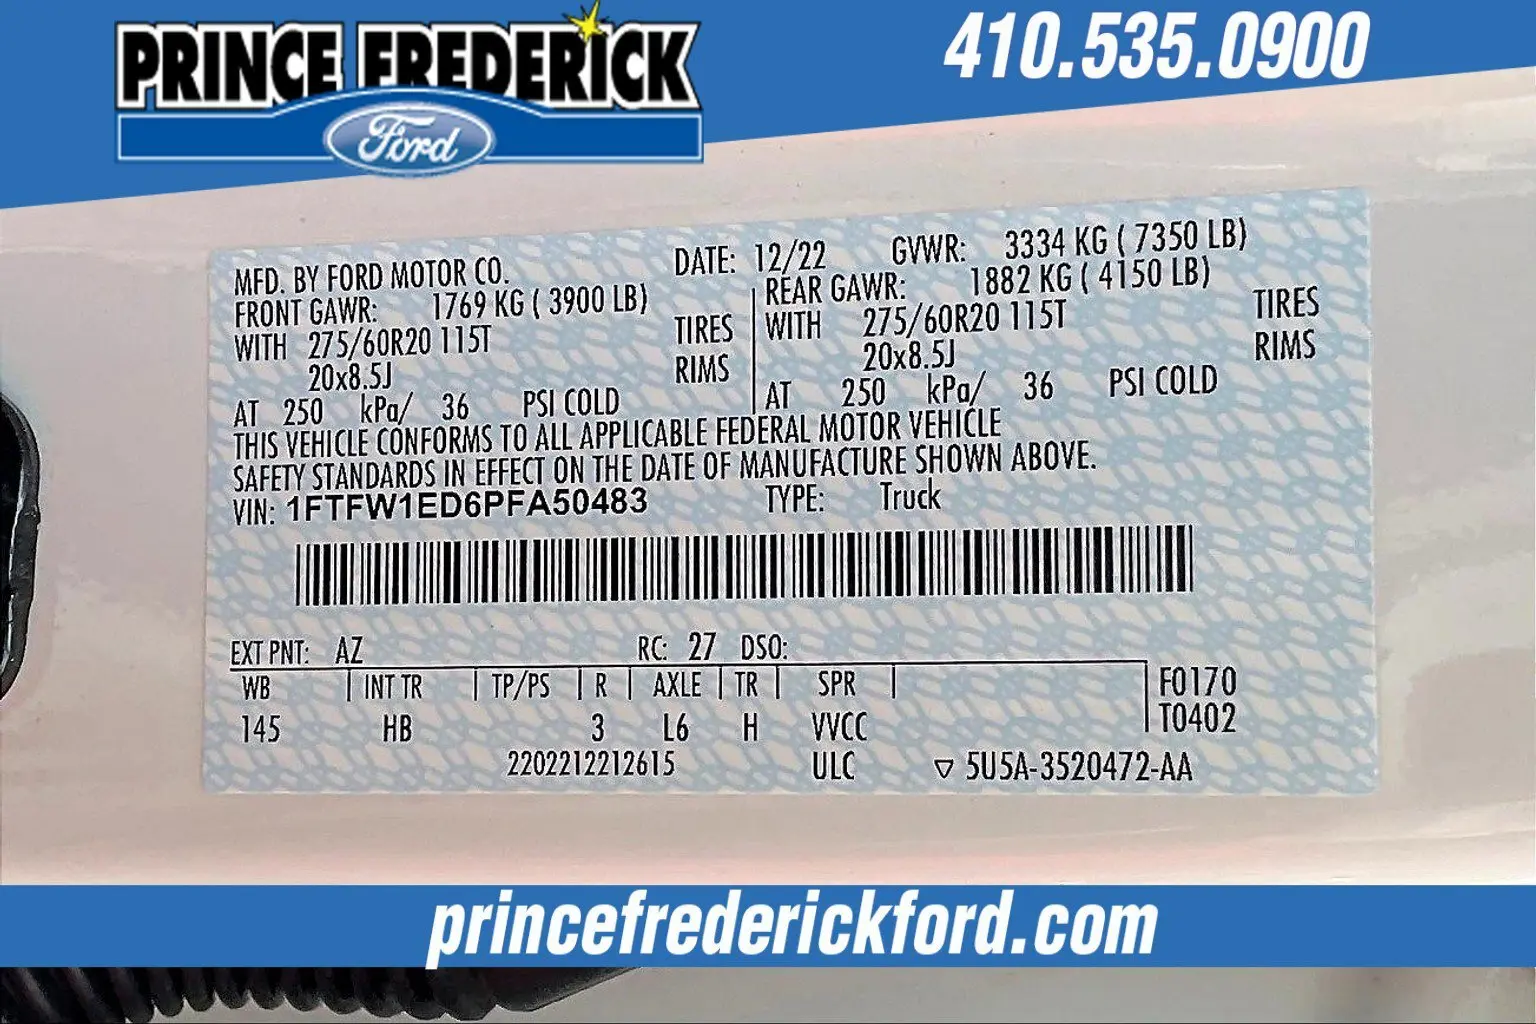 PRINCE FREDERICK
Ford
410.535.0900
MFD. BY FORD MOTOR CO. DATE: 12/22 GVWR: 3334 KG ( 7350 LB)
FRONT GAWR: 1769 KG ( 3900 LB) REAR GAWR: 1882 KG ( 4150 LB)
WITH 275/60R20 115T TIRES WITH 275/60R20 115T TIRES
20x8.5J RIMS 20x8.5J RIMS
AT 250 kPa/ 36 PSI COLD AT 250 kPa/ 36 PSI COLD
THIS VEHICLE CONFORMS TO ALL APPLICABLE FEDERAL MOTOR VEHICLE
SAFETY STANDARDS IN EFFECT ON THE DATE OF MANUFACTURE SHOWN ABOVE.
VIN: 1FTFW1ED6PFA50483 TYPE: Truck
EXT PNT: AZ RC: 27 DSO:
WB INT TR TP/PS R AXLE TR SPR F0170
145 HB 3 L6 H VVCC T0402
2202212212615 ULC ▽ 5U5A-3520472-AA
princefrederickford.com